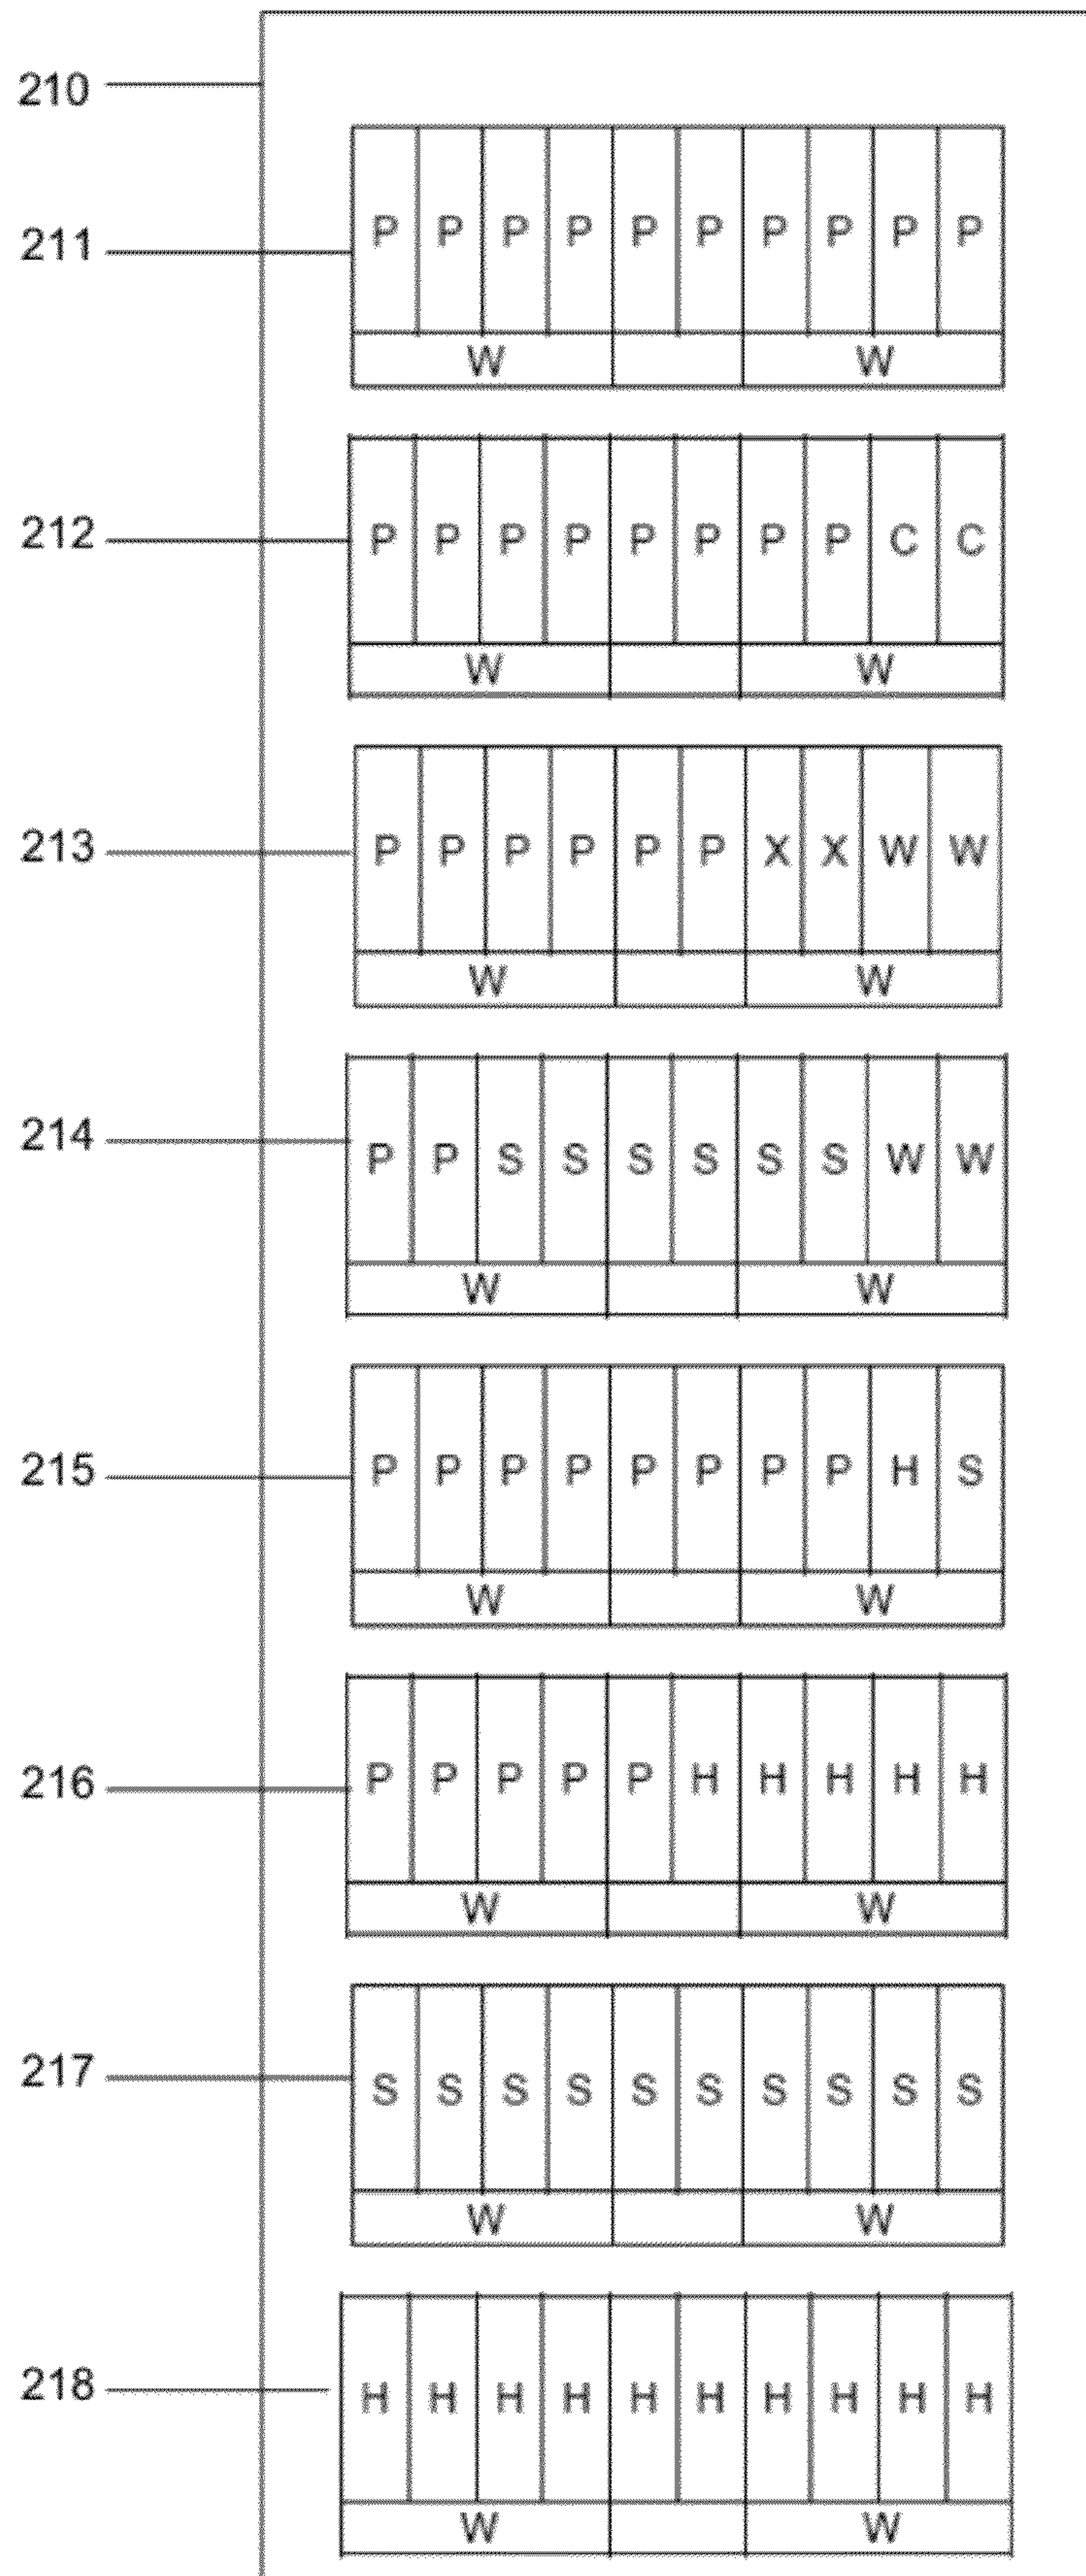 210
211 P P P P P P P P P P
W W
212 P P P P P P P P C C
W W
213 P P P P P P X X W W
W W
214 P P S S S S S S W W
W W
215 P P P P P P P P H S
W W
216 P P P P P H H H H H
W W
217 S S S S S S S S S S
W W
218 H H H H H H H H H H
W W